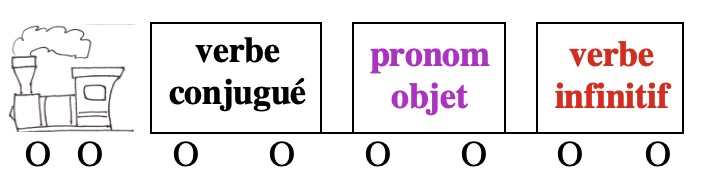 verbe
conjugué
pronom
objet
verbe
infinitif
O O O O O O O O